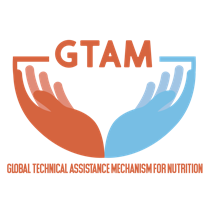 GTAM
GLOBAL TECHNICAL ASSISTANCE MECHANISM FOR NUTRITION